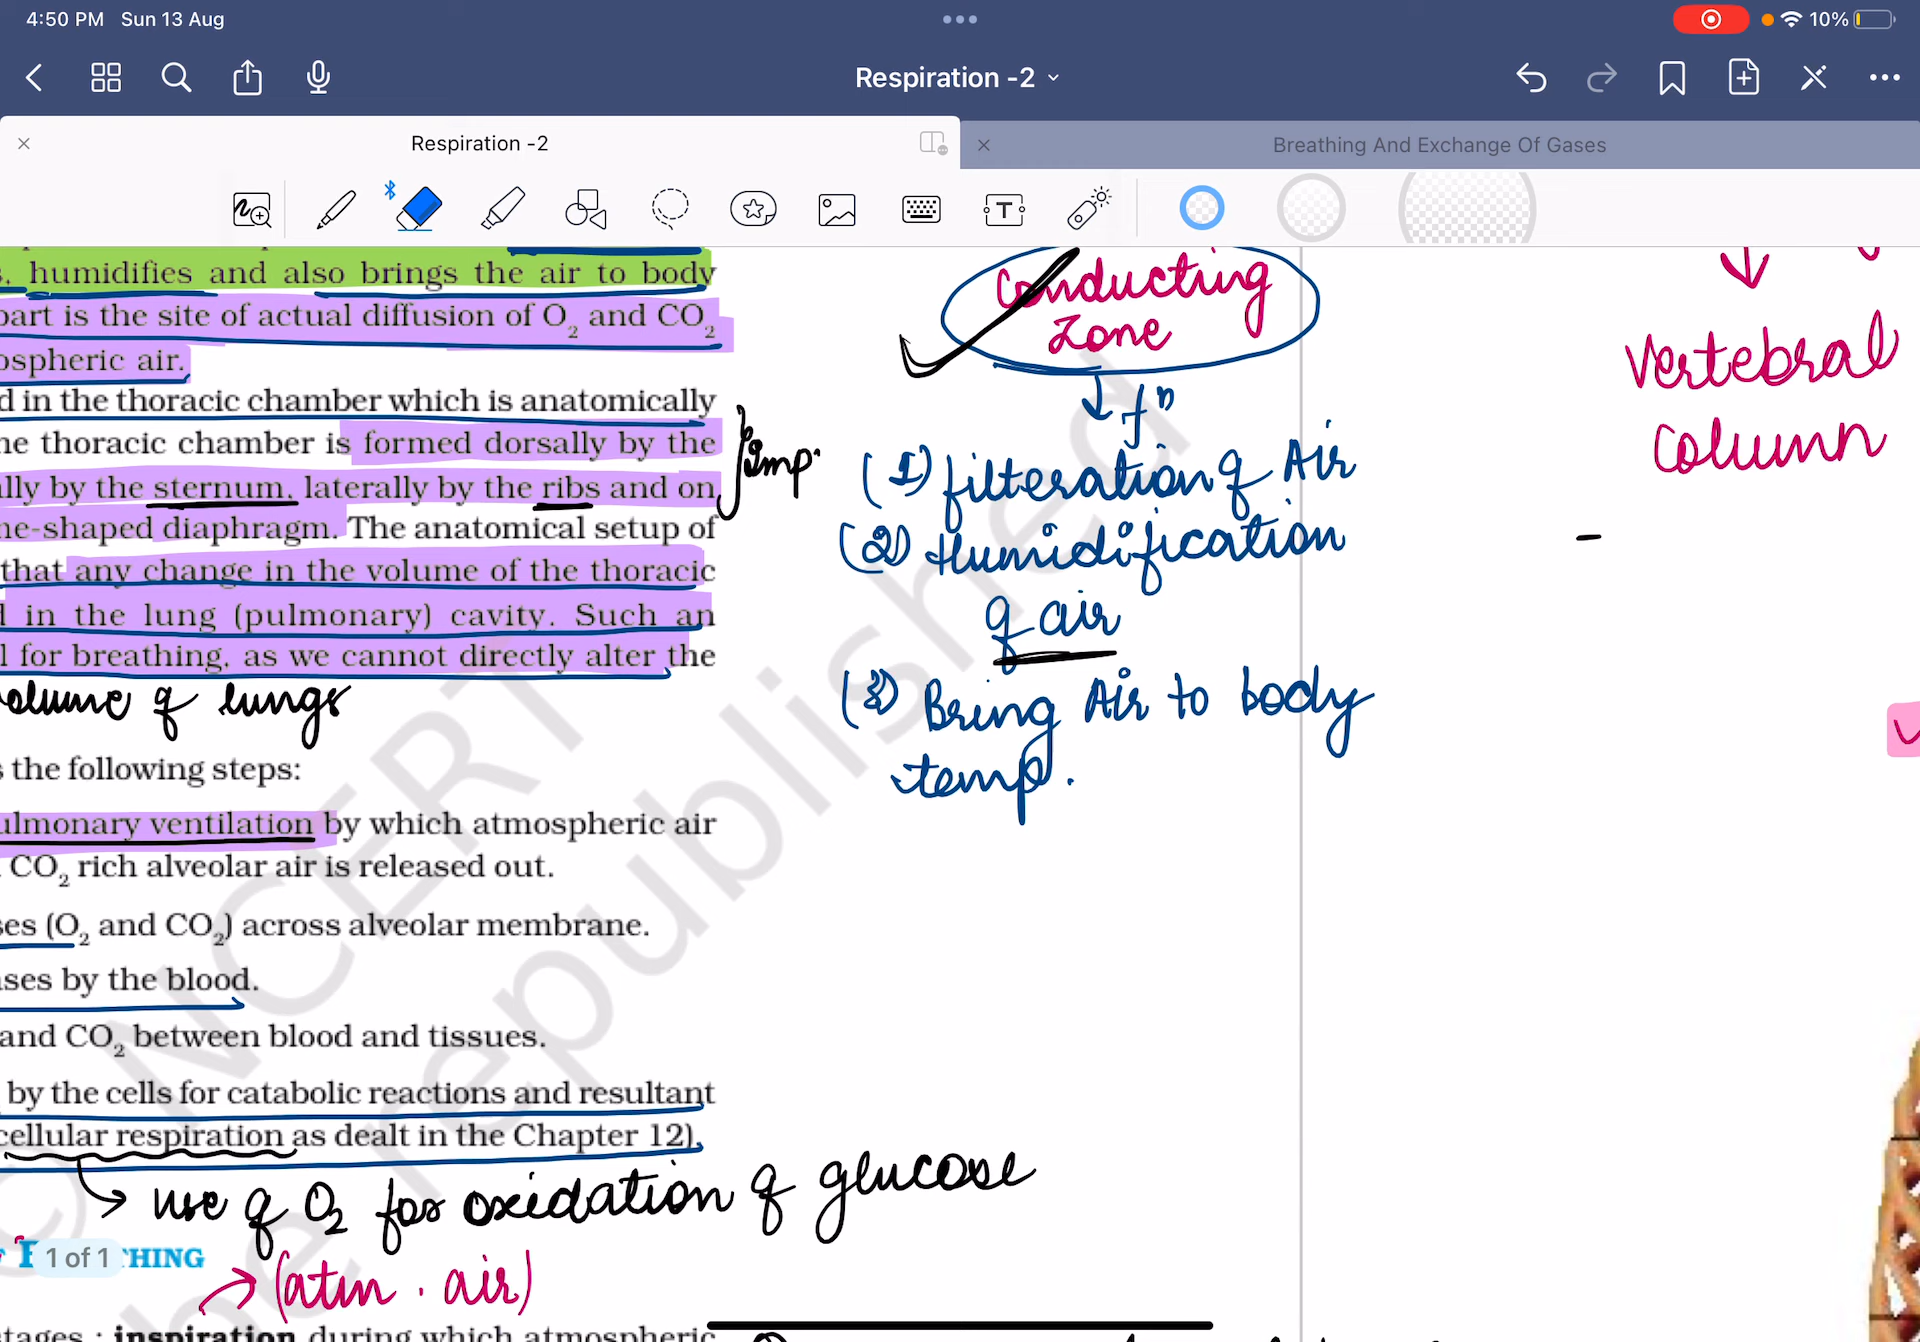 4:50 PM Sun 13 Aug
10%
Respiration -2
Respiration -2
Breathing And Exchange Of Gases
T
s, humidifies and also brings the air to body
part is the site of actual diffusion of O2 and CO2
ospheric air.
d in the thoracic chamber which is anatomically
he thoracic chamber is formed dorsally by the
lly by the sternum, laterally by the ribs and on
ne-shaped diaphragm. The anatomical setup of
that any change in the volume of the thoracic
d in the lung (pulmonary) cavity. Such an
l for breathing, as we cannot directly alter the
volume of lungs
s the following steps:
ulmonary ventilation by which atmospheric air
CO2 rich alveolar air is released out.
ses (O2 and CO2) across alveolar membrane.
ases by the blood.
and CO2 between blood and tissues.
by the cells for catabolic reactions and resultant
cellular respiration as dealt in the Chapter 12).
use of O2 for oxidation of glucose
1 of 1
THING
(atm. air)
stages : inspiration during which atmospheric
imp.
Conducting
Zone
fn
(1) filteration of Air
(2) Humidification
of air
(3) Bring Air to body
temp.
Vertebral
Column
NCERT
republished